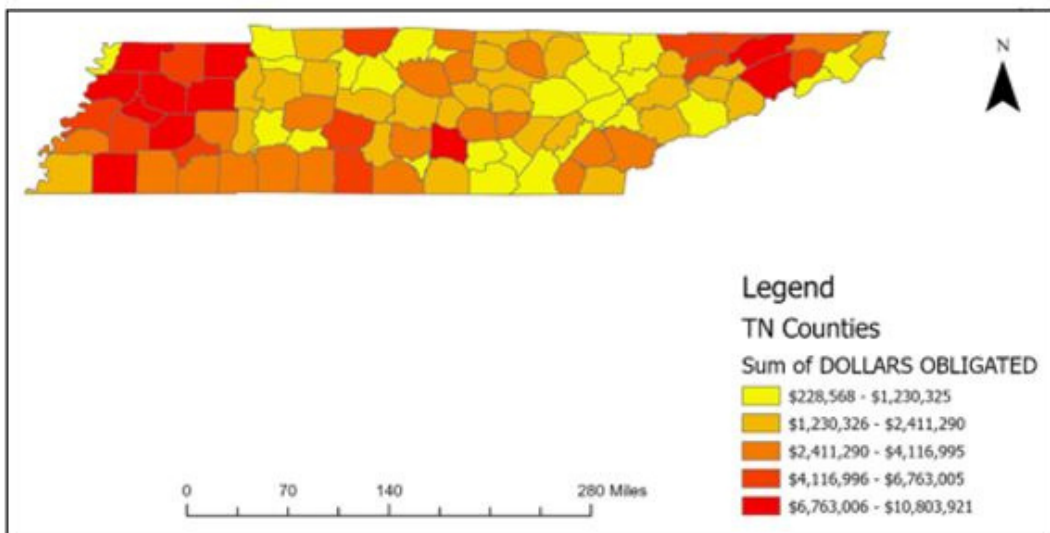 N
Legend
TN Counties
Sum of DOLLARS OBLIGATED
$228,568 - $1,230,325
$1,230,326 - $2,411,290
$2,411,290 - $4,116,995
$4,116,996 - $6,763,005
$6,763,006 - $10,803,921
0 70 140 280 Miles